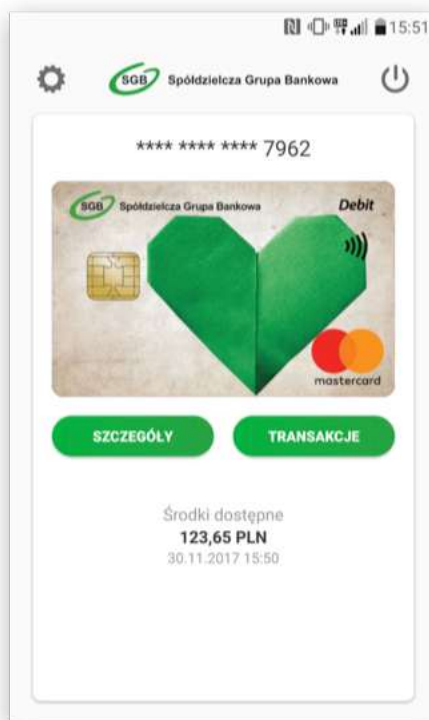 15:51
SGB Spółdzielcza Grupa Bankowa
**** **** **** 7962
SGB Spółdzielcza Grupa Bankowa Debit
mastercard
SZCZEGÓŁY TRANSAKCJE
Środki dostępne
123,65 PLN
30.11.2017 15:50